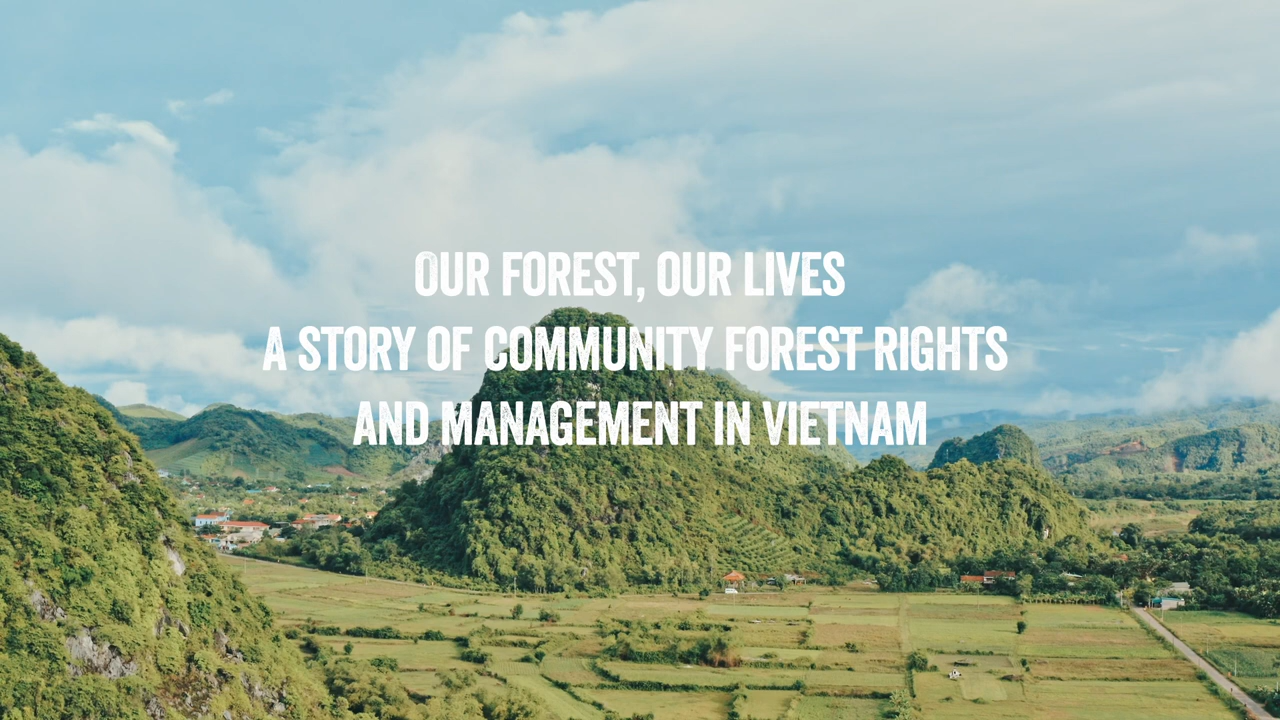 OUR FOREST, OUR LIVES
A STORY OF COMMUNITY FOREST RIGHTS
AND MANAGEMENT IN VIETNAM